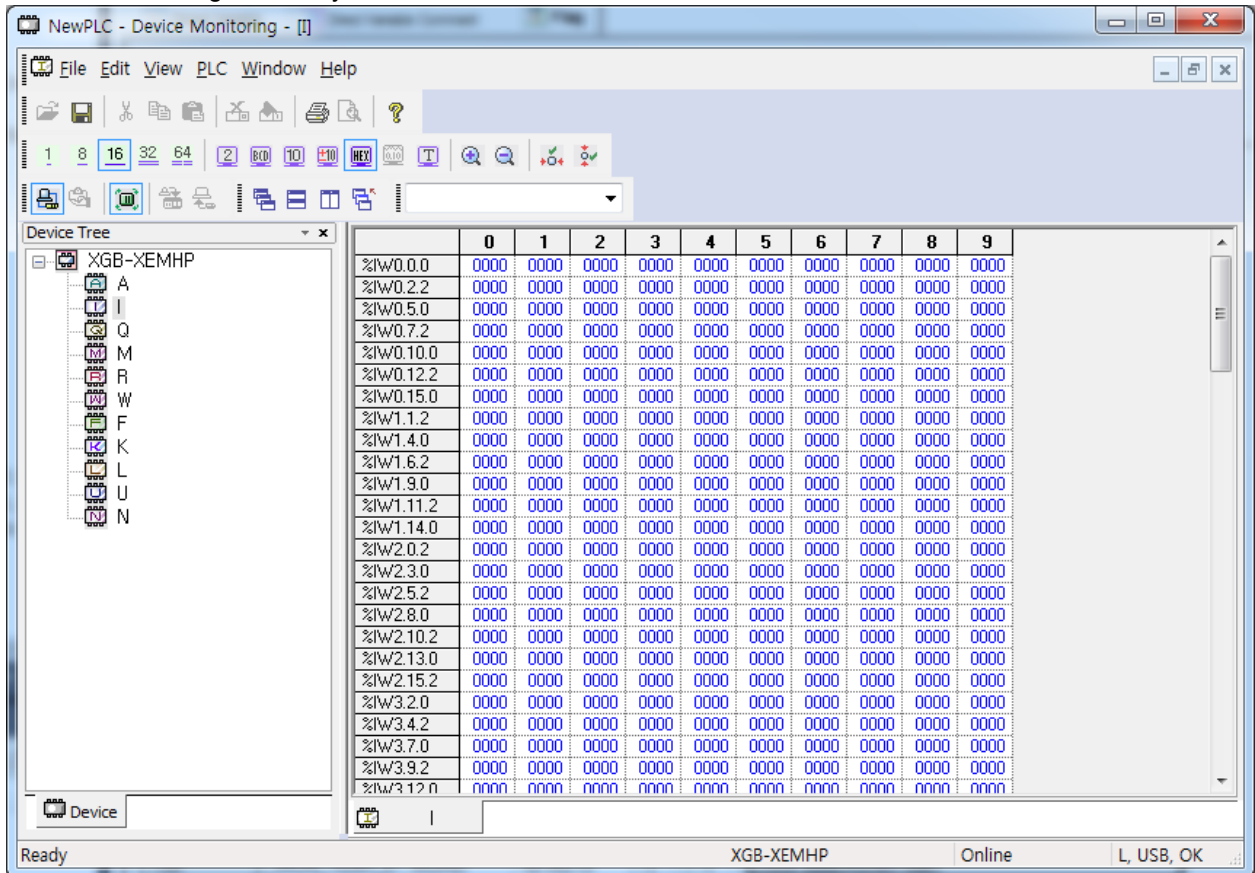 NewPLC - Device Monitoring - [I]
File Edit View PLC Window Help
1 8 16 32 64 2 BCD 10 ±10 HEX T
Device Tree
XGB-XEMHP
A
I
Q
M
R
W
F
K
L
U
N
Device
0 1 2 3 4 5 6 7 8 9
%IW0.0.0 0000 0000 0000 0000 0000 0000 0000 0000 0000 0000
%IW0.2.2 0000 0000 0000 0000 0000 0000 0000 0000 0000 0000
%IW0.5.0 0000 0000 0000 0000 0000 0000 0000 0000 0000 0000
%IW0.7.2 0000 0000 0000 0000 0000 0000 0000 0000 0000 0000
%IW0.10.0 0000 0000 0000 0000 0000 0000 0000 0000 0000 0000
%IW0.12.2 0000 0000 0000 0000 0000 0000 0000 0000 0000 0000
%IW0.15.0 0000 0000 0000 0000 0000 0000 0000 0000 0000 0000
%IW1.1.2 0000 0000 0000 0000 0000 0000 0000 0000 0000 0000
%IW1.4.0 0000 0000 0000 0000 0000 0000 0000 0000 0000 0000
%IW1.6.2 0000 0000 0000 0000 0000 0000 0000 0000 0000 0000
%IW1.9.0 0000 0000 0000 0000 0000 0000 0000 0000 0000 0000
%IW1.11.2 0000 0000 0000 0000 0000 0000 0000 0000 0000 0000
%IW1.14.0 0000 0000 0000 0000 0000 0000 0000 0000 0000 0000
%IW2.0.2 0000 0000 0000 0000 0000 0000 0000 0000 0000 0000
%IW2.3.0 0000 0000 0000 0000 0000 0000 0000 0000 0000 0000
%IW2.5.2 0000 0000 0000 0000 0000 0000 0000 0000 0000 0000
%IW2.8.0 0000 0000 0000 0000 0000 0000 0000 0000 0000 0000
%IW2.10.2 0000 0000 0000 0000 0000 0000 0000 0000 0000 0000
%IW2.13.0 0000 0000 0000 0000 0000 0000 0000 0000 0000 0000
%IW2.15.2 0000 0000 0000 0000 0000 0000 0000 0000 0000 0000
%IW3.2.0 0000 0000 0000 0000 0000 0000 0000 0000 0000 0000
%IW3.4.2 0000 0000 0000 0000 0000 0000 0000 0000 0000 0000
%IW3.7.0 0000 0000 0000 0000 0000 0000 0000 0000 0000 0000
%IW3.9.2 0000 0000 0000 0000 0000 0000 0000 0000 0000 0000
%IW3.12.0 0000 0000 0000 0000 0000 0000 0000 0000 0000 0000
I
Ready XGB-XEMHP Online L, USB, OK